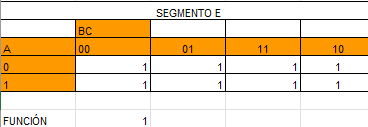 SEGMENTO E
BC
A 00 01 11 10
0 1 1 1 1
1 1 1 1 1
FUNCIÓN 1